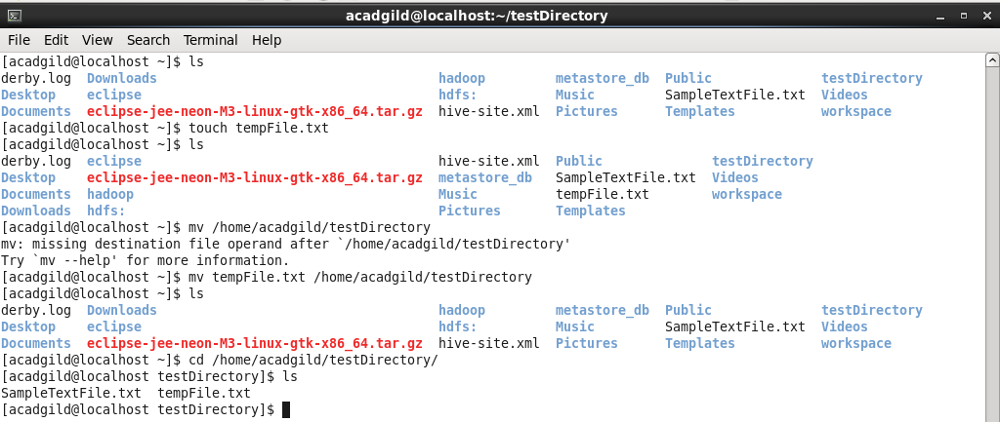 acadgild@localhost:~/testDirectory
File Edit View Search Terminal Help
[acadgild@localhost ~]$ ls
derby.log  Downloads                                    hadoop         metastore_db  Public              testDirectory
Desktop    eclipse                                      hdfs:          Music         SampleTextFile.txt  Videos
Documents  eclipse-jee-neon-M3-linux-gtk-x86_64.tar.gz  hive-site.xml  Pictures      Templates           workspace
[acadgild@localhost ~]$ touch tempFile.txt
[acadgild@localhost ~]$ ls
derby.log  eclipse                                      hive-site.xml  Public              testDirectory
Desktop    eclipse-jee-neon-M3-linux-gtk-x86_64.tar.gz  metastore_db   SampleTextFile.txt  Videos
Documents  hadoop                                       Music          tempFile.txt        workspace
Downloads  hdfs:                                        Pictures       Templates
[acadgild@localhost ~]$ mv /home/acadgild/testDirectory
mv: missing destination file operand after `/home/acadgild/testDirectory'
Try `mv --help' for more information.
[acadgild@localhost ~]$ mv tempFile.txt /home/acadgild/testDirectory
[acadgild@localhost ~]$ ls
derby.log  Downloads                                    hadoop         metastore_db  Public              testDirectory
Desktop    eclipse                                      hdfs:          Music         SampleTextFile.txt  Videos
Documents  eclipse-jee-neon-M3-linux-gtk-x86_64.tar.gz  hive-site.xml  Pictures      Templates           workspace
[acadgild@localhost ~]$ cd /home/acadgild/testDirectory/
[acadgild@localhost testDirectory]$ ls
SampleTextFile.txt  tempFile.txt
[acadgild@localhost testDirectory]$